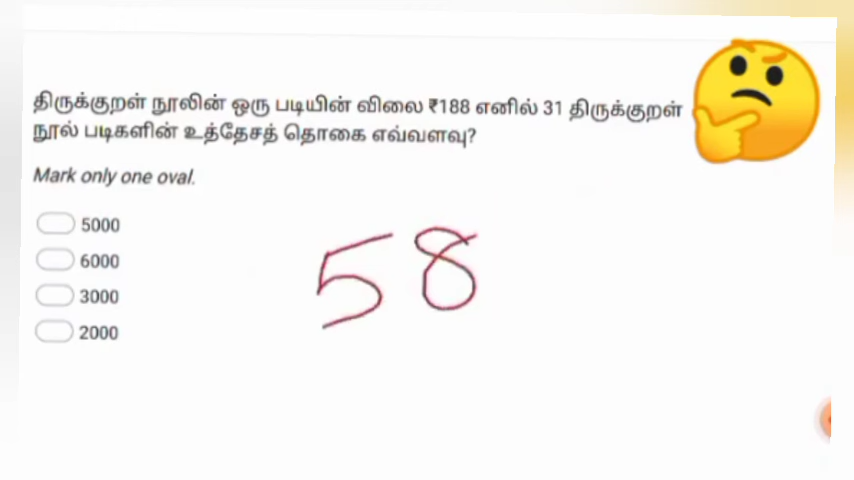 திருக்குறள் நூலின் ஒரு படியின் விலை ₹188 எனில் 31 திருக்குறள்
நூல் படிகளின் உத்தேசத் தொகை எவ்வளவு?
Mark only one oval.
5000
6000
3000
2000
58